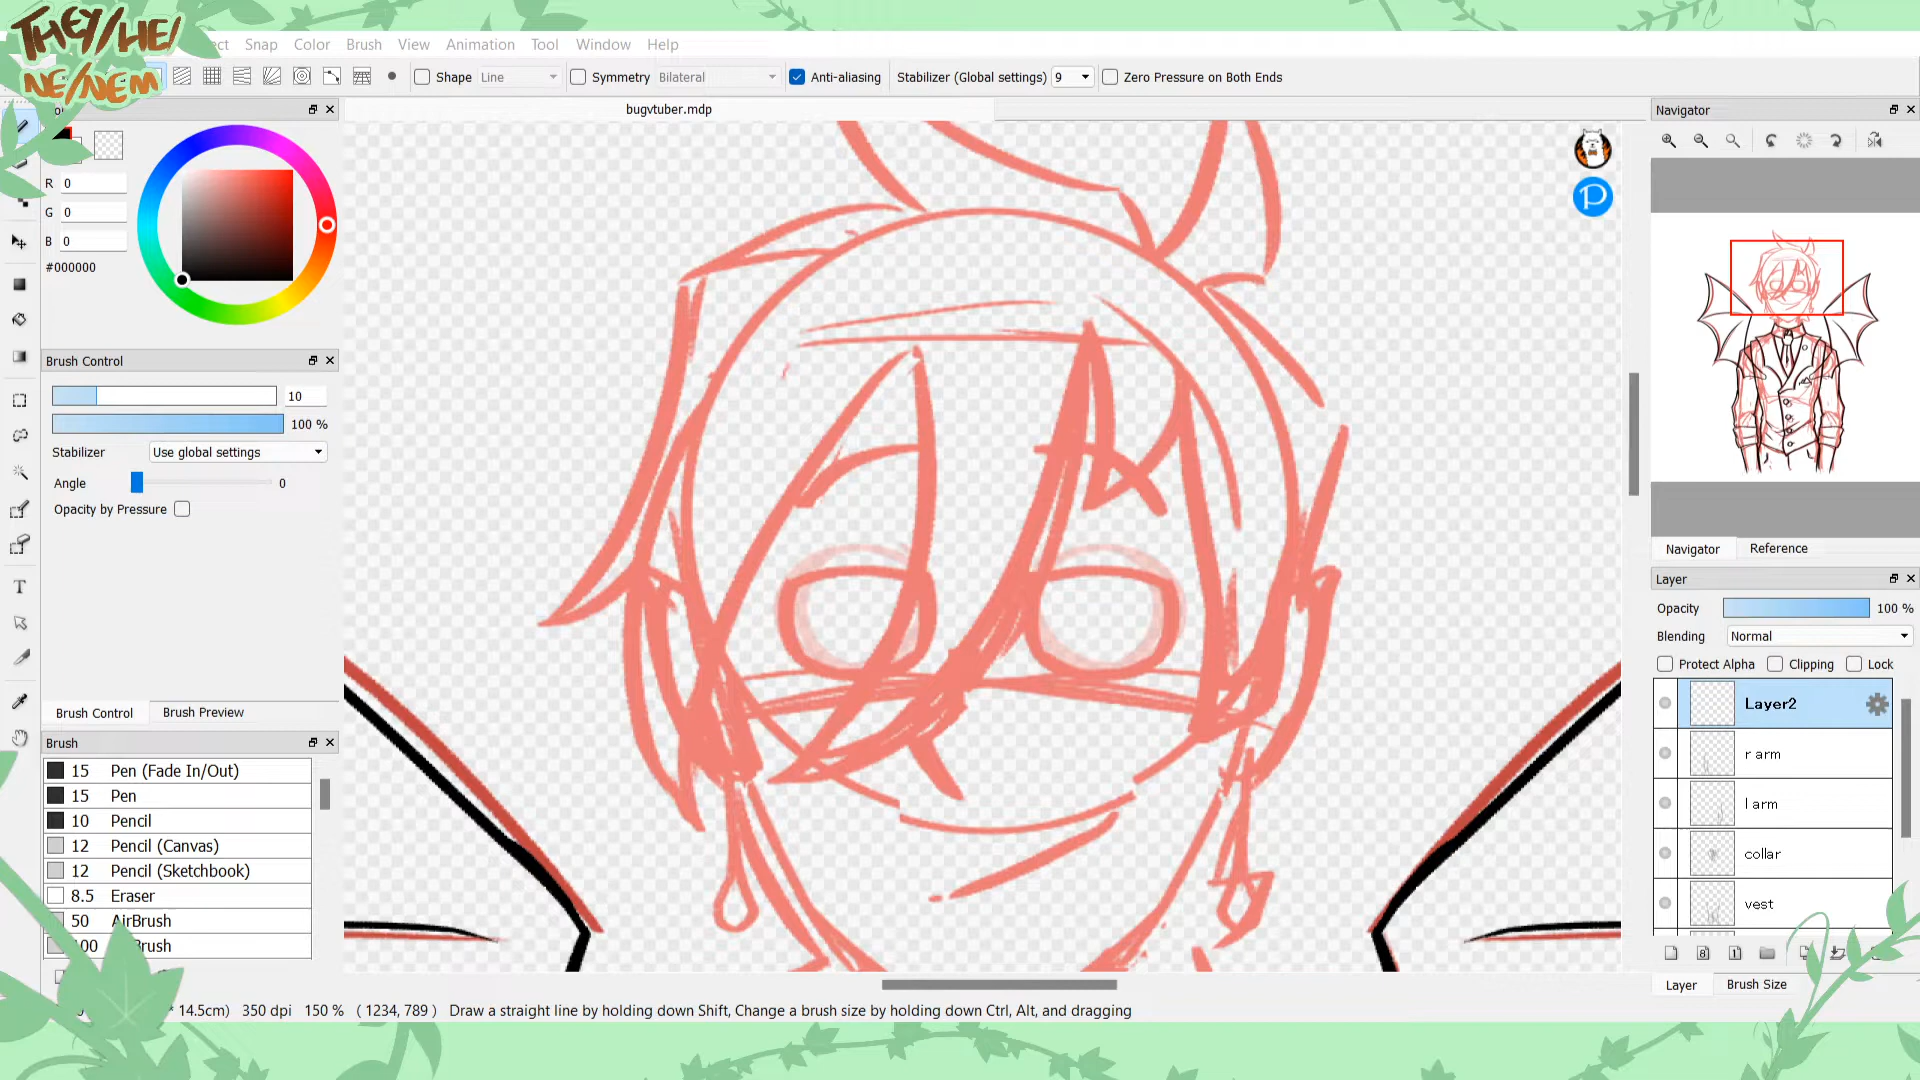 THEY/HE/
NE/NEM
Snap Color Brush View Animation Tool Window Help
Shape Line Symmetry Bilateral Anti-aliasing Stabilizer (Global settings) 9 Zero Pressure on Both Ends
bugvtuber.mdp
Navigator
R 0
G 0
B 0
#000000
Brush Control
10
100 %
Stabilizer Use global settings
Angle 0
Opacity by Pressure
Brush Control Brush Preview
Brush
15 Pen (Fade In/Out)
15 Pen
10 Pencil
12 Pencil (Canvas)
12 Pencil (Sketchbook)
8.5 Eraser
50 AirBrush
100 Brush
Navigator Reference
Layer
Opacity 100 %
Blending Normal
Protect Alpha Clipping Lock
Layer2
r arm
l arm
collar
vest
8 1
Layer Brush Size
* 14.5cm) 350 dpi 150 % ( 1234, 789 ) Draw a straight line by holding down Shift, Change a brush size by holding down Ctrl, Alt, and dragging